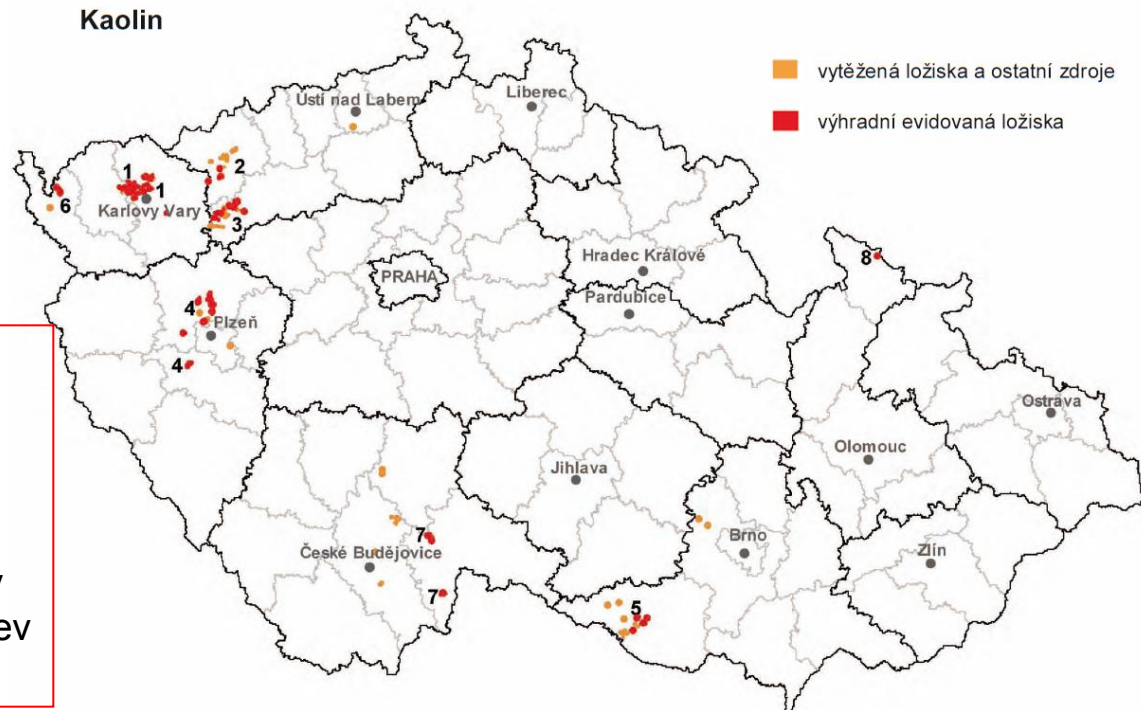 Kaolin
vytěžená ložiska a ostatní zdroje
výhradní evidovaná ložiska
Ústí nad Labem
Liberec
1
2
1
6
Karlovy Vary
3
Hradec Králové
8
PRAHA
Pardubice
4
Plzeň
4
Ostrava
Olomouc
Jihlava
7
Brno
České Budějovice
Zlín
7
5
ev